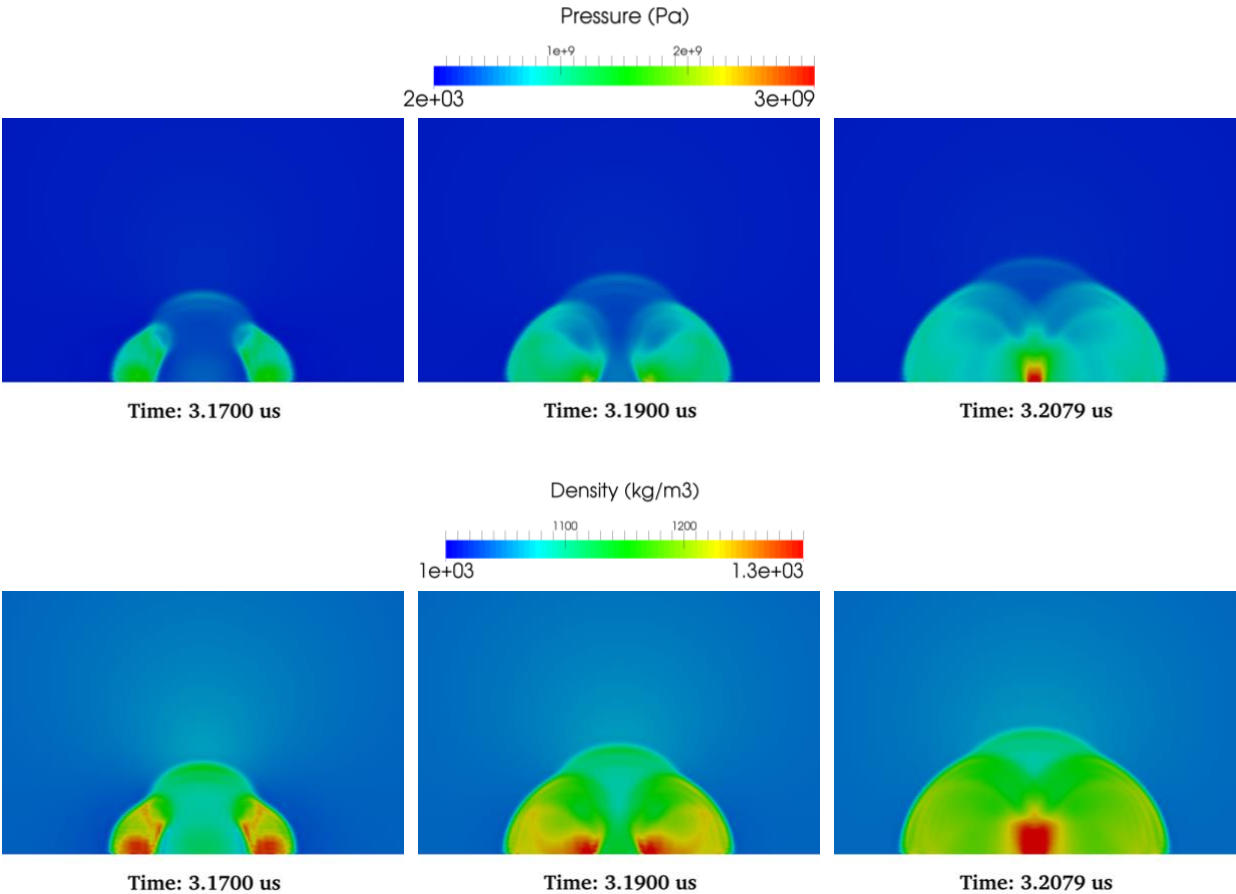 Pressure (Pa)
1e+9 2e+9
2e+03 3e+09
Time: 3.1700 us Time: 3.1900 us Time: 3.2079 us
Density (kg/m3)
1100 1200
1e+03 1.3e+03
Time: 3.1700 us Time: 3.1900 us Time: 3.2079 us